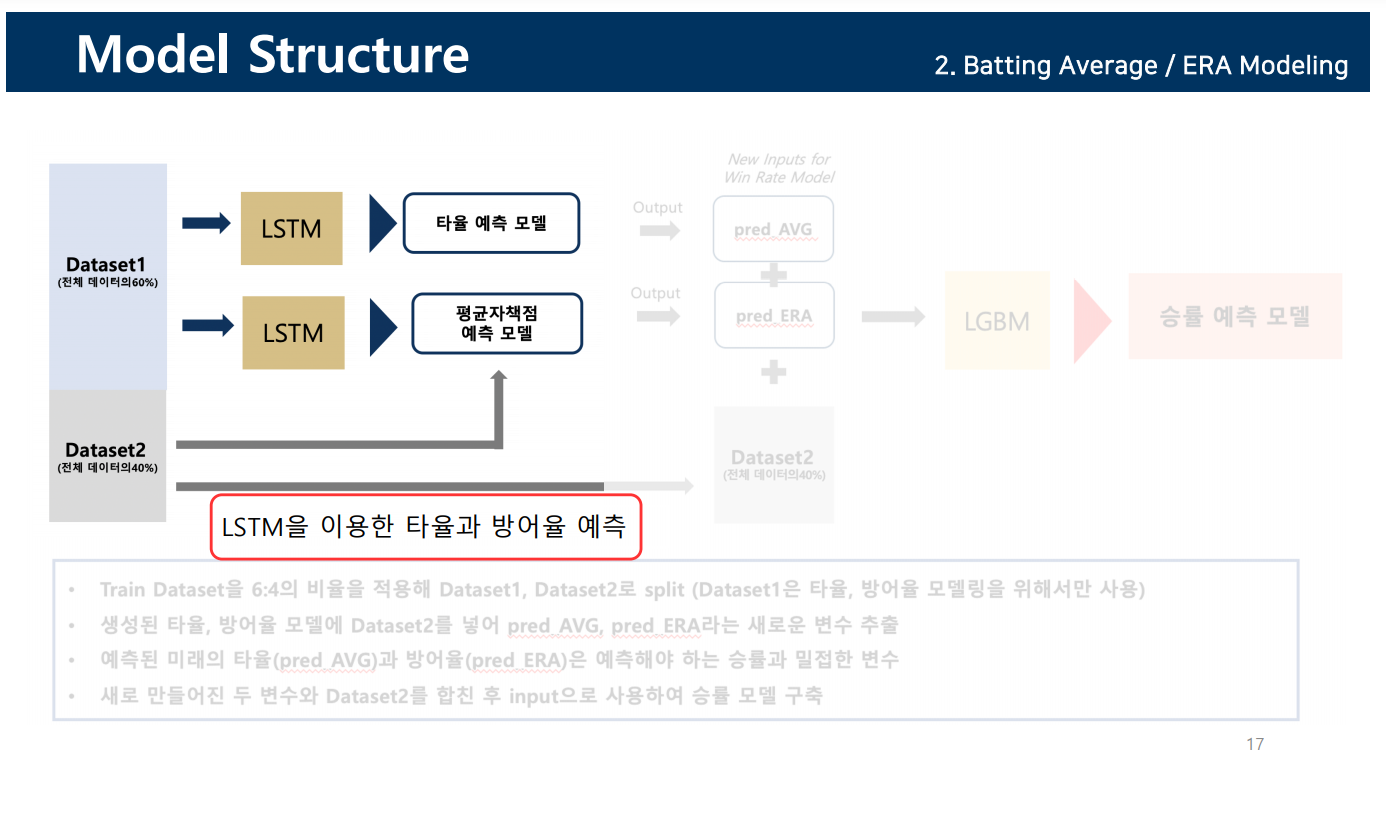 Model Structure
2. Batting Average / ERA Modeling
New Inputs for
Win Rate Model
Dataset1
(전체 데이터의60%)
LSTM
타율 예측 모델
Output
pred_AVG
LSTM
평균자책점
예측 모델
Output
pred_ERA
LGBM
승률 예측 모델
Dataset2
(전체 데이터의40%)
Dataset2
(전체 데이터의40%)
LSTM을 이용한 타율과 방어율 예측
• Train Dataset을 6:4의 비율을 적용해 Dataset1, Dataset2로 split (Dataset1은 타율, 방어율 모델링을 위해서만 사용)
• 생성된 타율, 방어율 모델에 Dataset2를 넣어 pred_AVG, pred_ERA라는 새로운 변수 추출
• 예측된 미래의 타율(pred_AVG)과 방어율(pred_ERA)은 예측해야 하는 승률과 밀접한 변수
• 새로 만들어진 두 변수와 Dataset2를 합친 후 input으로 사용하여 승률 모델 구축
17